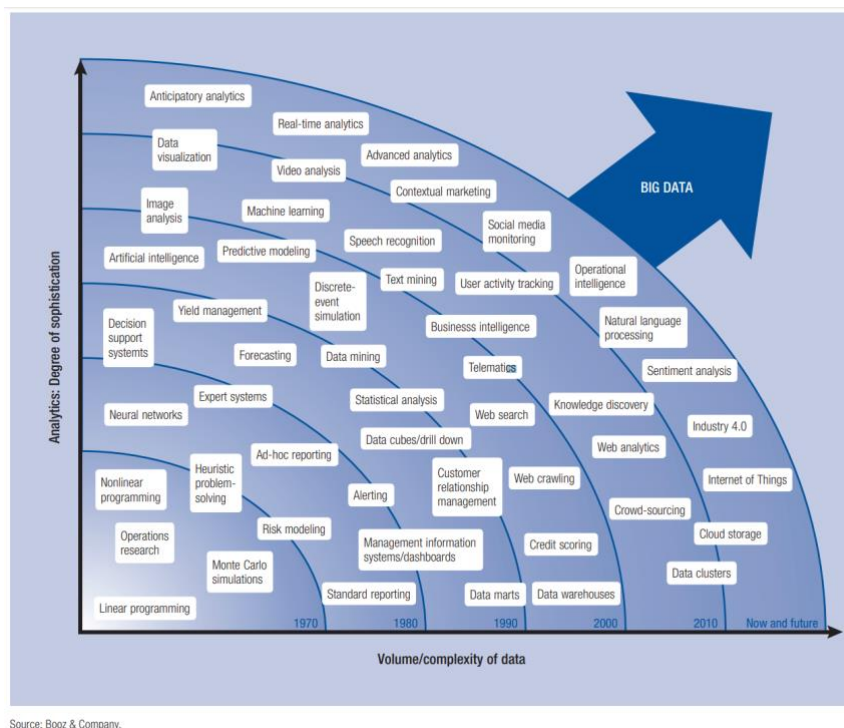 Anticipatory analytics
Real-time analytics
Data
visualization
Advanced analytics
Video analysis
BIG DATA
Contextual marketing
Image
analysis
Machine learning
Social media
monitoring
Speech recognition
Artificial intelligence
Predictive modeling
Operational
intelligence
Text mining
User activity tracking
Discrete-
event
simulation
Yield management
Decision
support
systemts
Businesss intelligence
Natural language
processing
Forecasting
Data mining
Telematics
Sentiment analysis
Expert systems
Statistical analysis
Neural networks
Web search
Knowledge discovery
Industry 4.0
Data cubes/drill down
Web analytics
Ad-hoc reporting
Nonlinear
programming
Heuristic
problem-
solving
Customer
relationship
management
Web crawling
Internet of Things
Alerting
Crowd-sourcing
Risk modeling
Operations
research
Management information
systems/dashboards
Credit scoring
Cloud storage
Monte Carlo
simulations
Data clusters
Linear programming
Standard reporting
Data marts
Data warehouses
1970
1980
1990
2000
2010
Now and future
Analytics: Degree of sophistication
Volume/complexity of data
Source: Booz & Company.